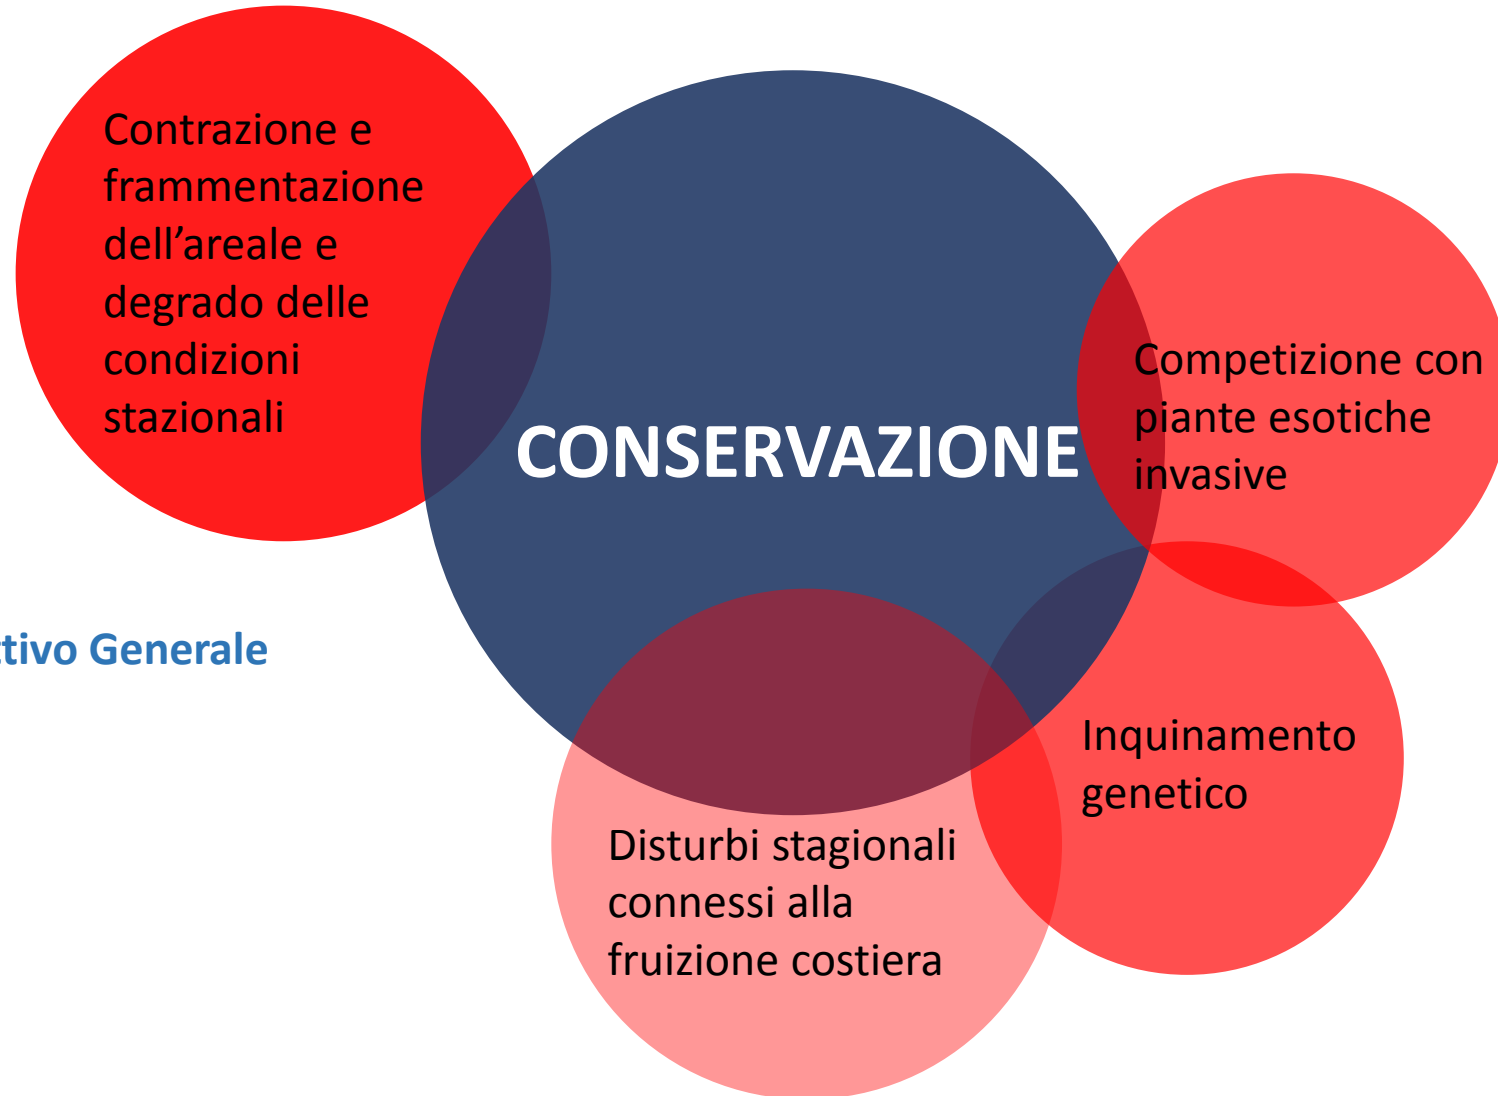 Contrazione e
frammentazione
dell’areale e
degrado delle
condizioni
stazionali
CONSERVAZIONE
Competizione con
piante esotiche
invasive
ttivo Generale
Inquinamento
genetico
Disturbi stagionali
connessi alla
fruizione costiera